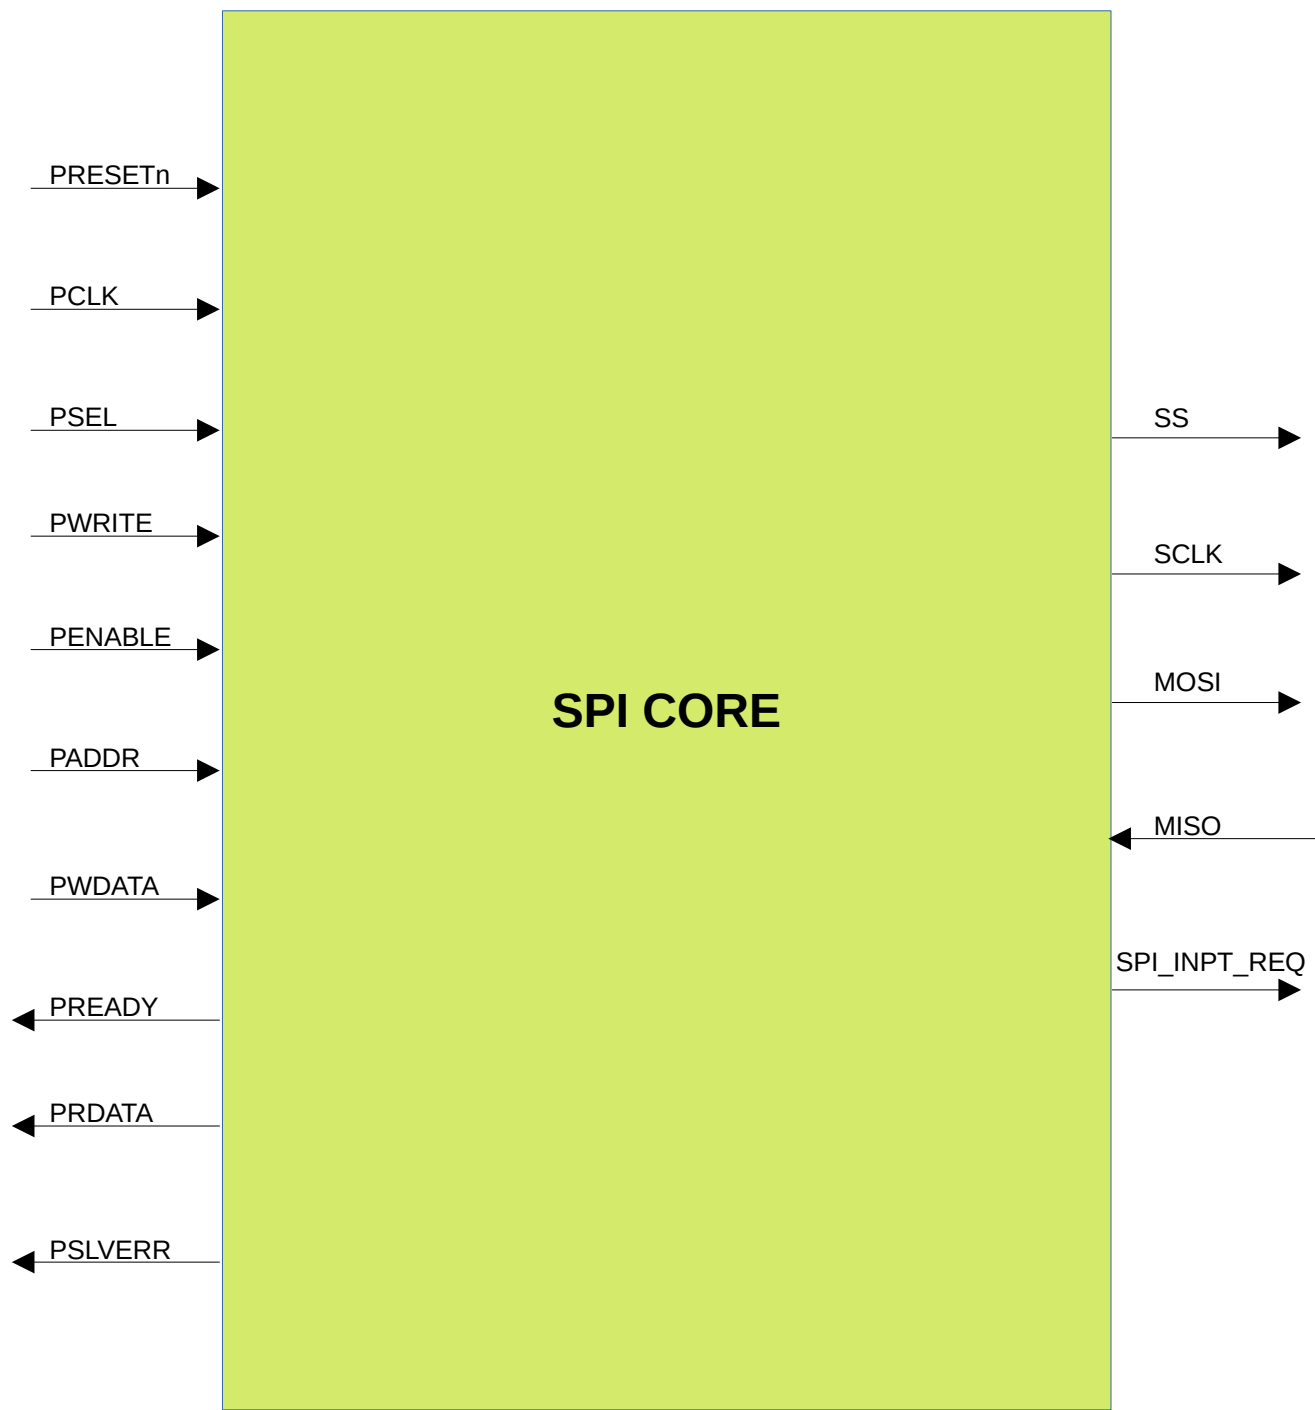 PRESETn
PCLK
PSEL
PWRITE
PENABLE
PADDR
PWDATA
PREADY
PRDATA
PSLVERR
SPI CORE
SS
SCLK
MOSI
MISO
SPI_INPT_REQ